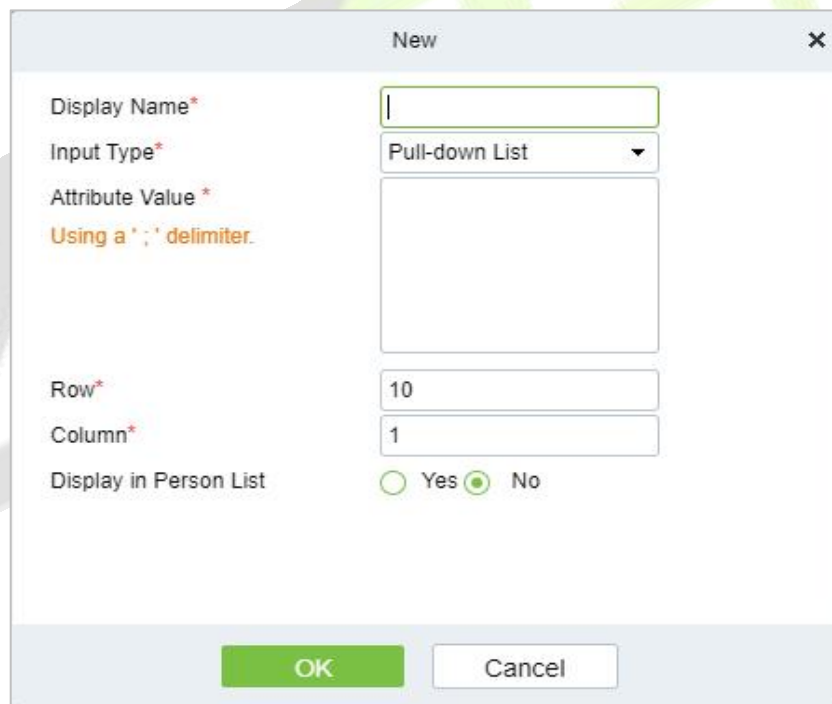 New
Display Name*
Input Type* Pull-down List
Attribute Value *
Using a ' ; ' delimiter.
Row* 10
Column* 1
Display in Person List Yes No
OK Cancel